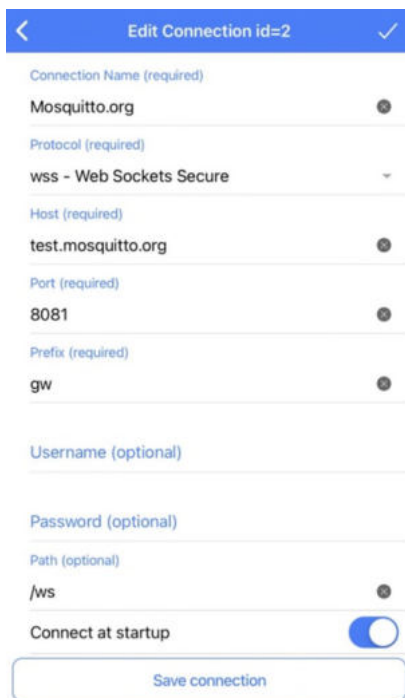 Edit Connection id=2
Connection Name (required)
Mosquitto.org
Protocol (required)
wss - Web Sockets Secure
Host (required)
test.mosquitto.org
Port (required)
8081
Prefix (required)
gw
Username (optional)
Password (optional)
Path (optional)
/ws
Connect at startup
Save connection